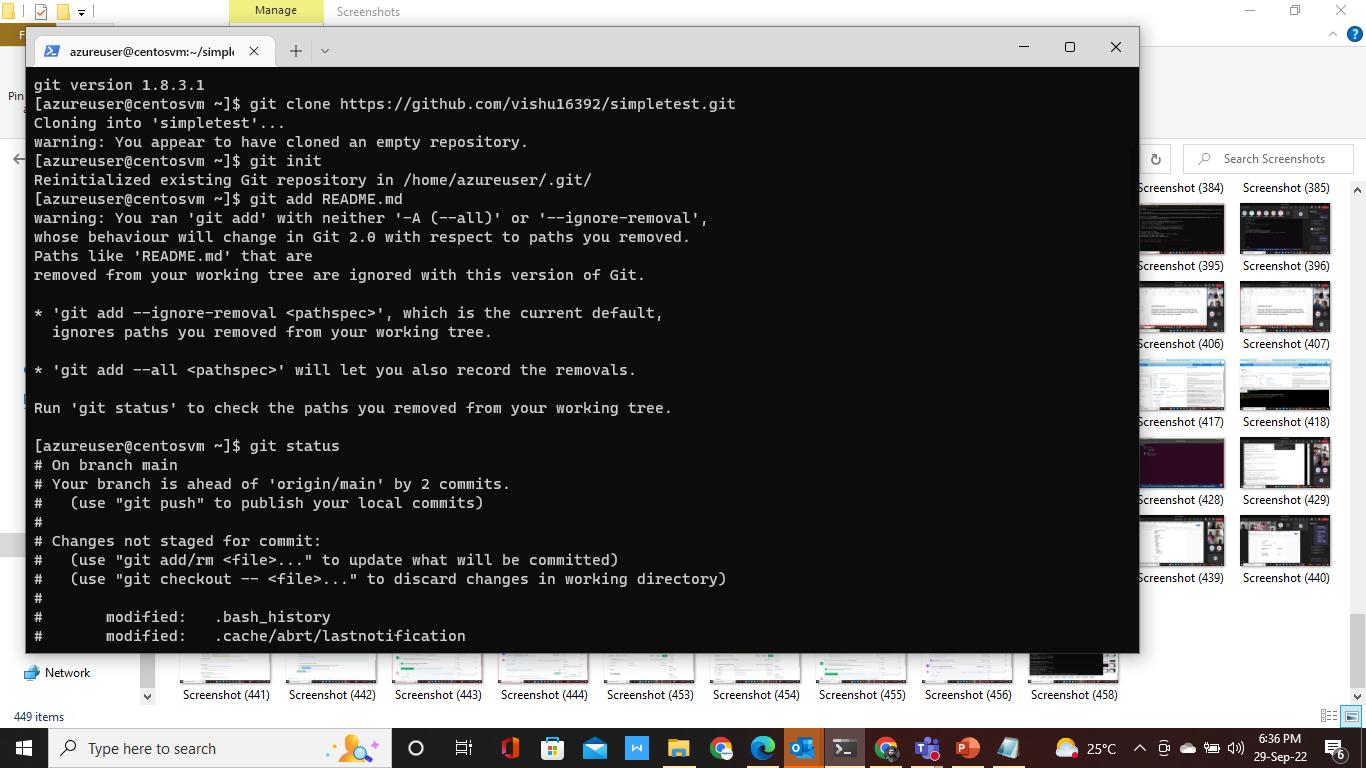 Manage
Screenshots
F
azureuser@centosvm:~/simple
Pin
git version 1.8.3.1
[azureuser@centosvm ~]$ git clone https://github.com/vishu16392/simpletest.git
Cloning into 'simpletest'...
warning: You appear to have cloned an empty repository.
[azureuser@centosvm ~]$ git init
Reinitialized existing Git repository in /home/azureuser/.git/
[azureuser@centosvm ~]$ git add README.md
warning: You ran 'git add' with neither '-A (--all)' or '--ignore-removal',
whose behaviour will change in Git 2.0 with respect to paths you removed.
Paths like 'README.md' that are
removed from your working tree are ignored with this version of Git.
* 'git add --ignore-removal <pathspec>', which is the current default,
ignores paths you removed from your working tree.
* 'git add --all <pathspec>' will let you also record the removals.
Run 'git status' to check the paths you removed from your working tree.
[azureuser@centosvm ~]$ git status
# On branch main
# Your branch is ahead of 'origin/main' by 2 commits.
#   (use "git push" to publish your local commits)
#
# Changes not staged for commit:
#   (use "git add/rm <file>..." to update what will be committed)
#   (use "git checkout -- <file>..." to discard changes in working directory)
#
#       modified:   .bash_history
#       modified:   .cache/abrt/lastnotification
Search Screenshots
Screenshot (384) Screenshot (385)
Screenshot (395) Screenshot (396)
Screenshot (406) Screenshot (407)
Screenshot (417) Screenshot (418)
Screenshot (428) Screenshot (429)
Screenshot (439) Screenshot (440)
Network
Screenshot (441) Screenshot (442) Screenshot (443) Screenshot (444) Screenshot (453) Screenshot (454) Screenshot (455) Screenshot (456) Screenshot (458)
449 items
Type here to search
25°C
6:36 PM
29-Sep-22
6